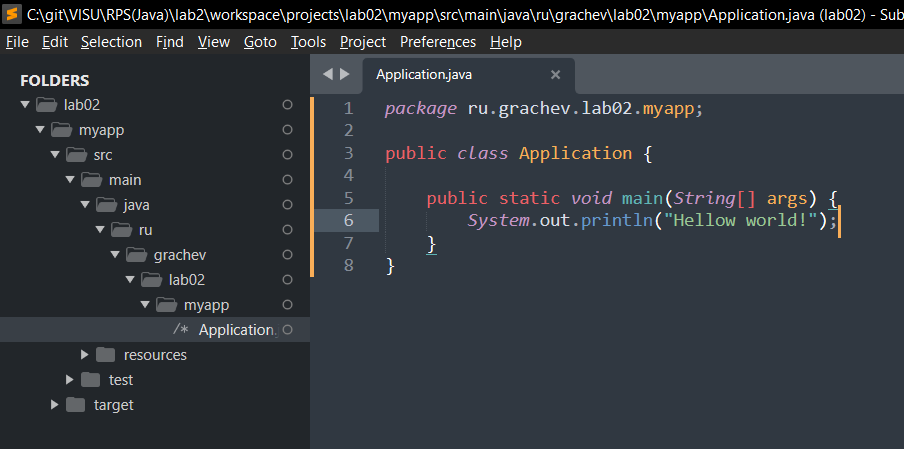 C:\git\VISU\RPS(Java)\lab2\workspace\projects\lab02\myapp\src\main\java\ru\grachev\lab02\myapp\Application.java (lab02) - Sub
File Edit Selection Find View Goto Tools Project Preferences Help
FOLDERS
lab02
myapp
src
main
java
ru
grachev
lab02
myapp
/* Application.
resources
test
target
Application.java ×
1 package ru.grachev.lab02.myapp;
2
3 public class Application {
4
5 public static void main(String[] args) {
6 System.out.println("Hellow world!");
7 }
8 }